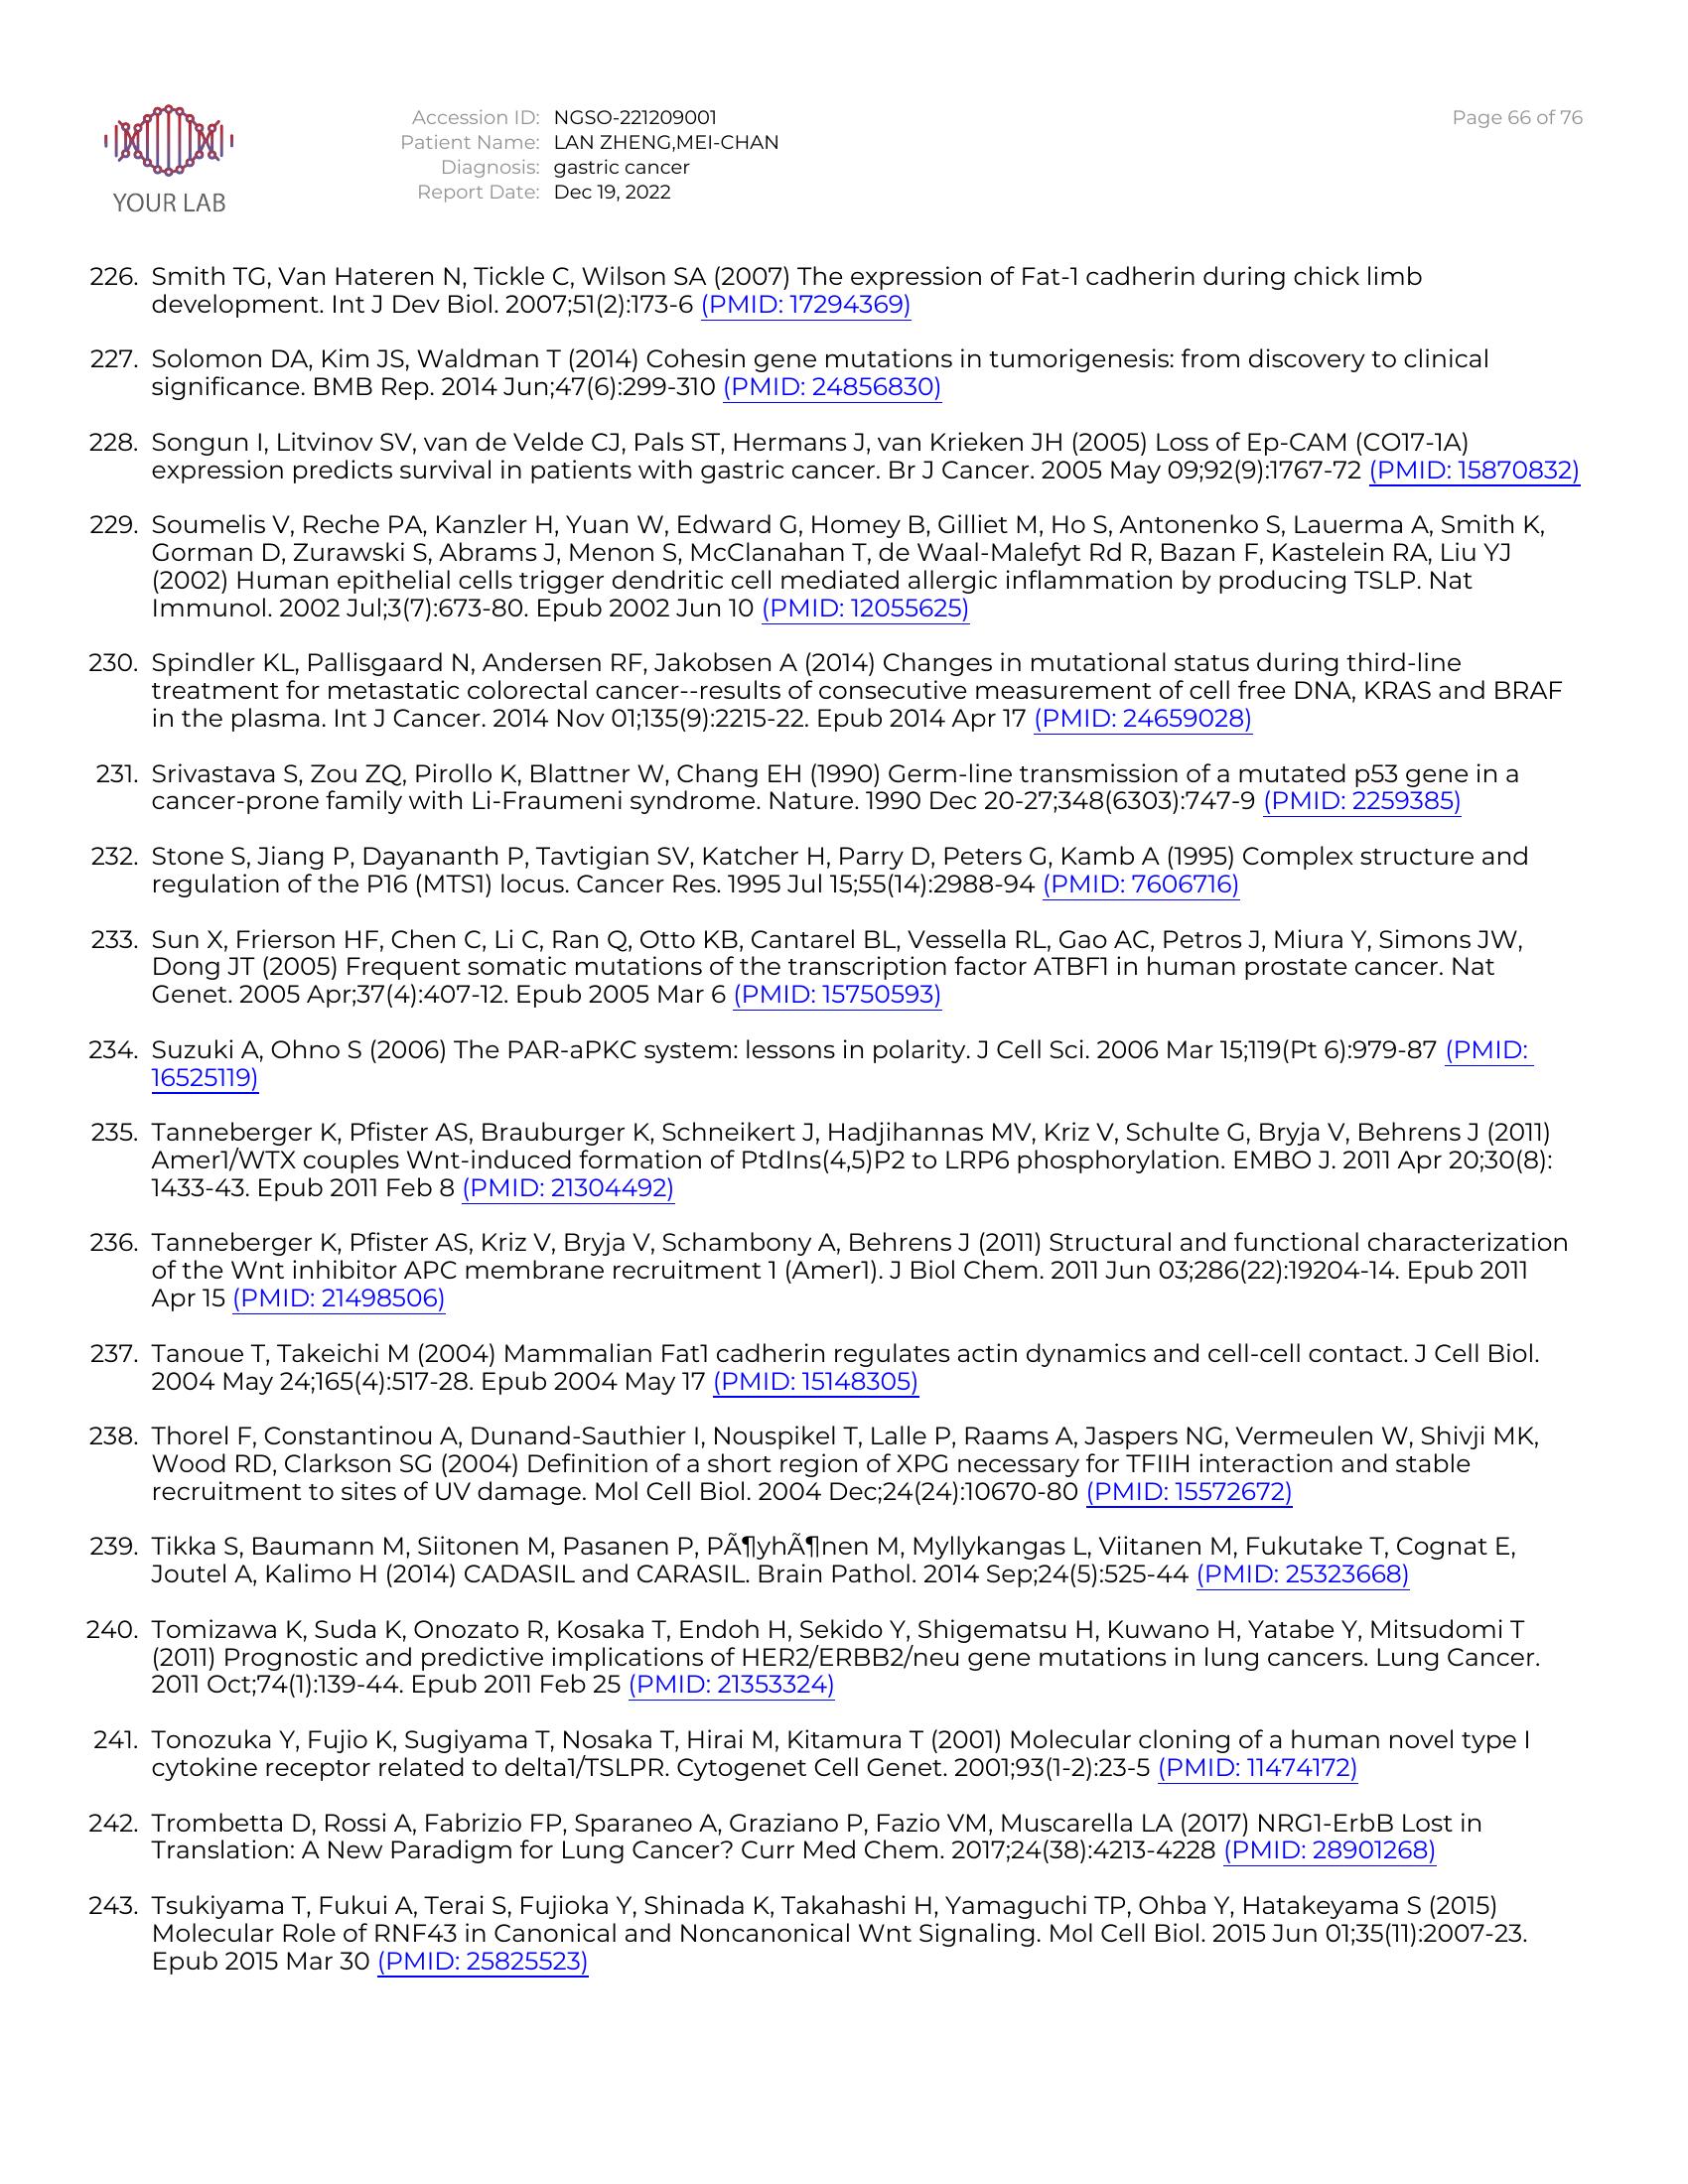 YOUR LAB
Accession ID: NGSO-221209001
Patient Name: LAN ZHENG,MEI-CHAN
Diagnosis: gastric cancer
Report Date: Dec 19, 2022
Page 66 of 76
226. Smith TG, Van Hateren N, Tickle C, Wilson SA (2007) The expression of Fat-1 cadherin during chick limb
development. Int J Dev Biol. 2007;51(2):173-6 (PMID: 17294369)
227. Solomon DA, Kim JS, Waldman T (2014) Cohesin gene mutations in tumorigenesis: from discovery to clinical
significance. BMB Rep. 2014 Jun;47(6):299-310 (PMID: 24856830)
228. Songun I, Litvinov SV, van de Velde CJ, Pals ST, Hermans J, van Krieken JH (2005) Loss of Ep-CAM (CO17-1A)
expression predicts survival in patients with gastric cancer. Br J Cancer. 2005 May 09;92(9):1767-72 (PMID: 15870832)
229. Soumelis V, Reche PA, Kanzler H, Yuan W, Edward G, Homey B, Gilliet M, Ho S, Antonenko S, Lauerma A, Smith K,
Gorman D, Zurawski S, Abrams J, Menon S, McClanahan T, de Waal-Malefyt Rd R, Bazan F, Kastelein RA, Liu YJ
(2002) Human epithelial cells trigger dendritic cell mediated allergic inflammation by producing TSLP. Nat
Immunol. 2002 Jul;3(7):673-80. Epub 2002 Jun 10 (PMID: 12055625)
230. Spindler KL, Pallisgaard N, Andersen RF, Jakobsen A (2014) Changes in mutational status during third-line
treatment for metastatic colorectal cancer--results of consecutive measurement of cell free DNA, KRAS and BRAF
in the plasma. Int J Cancer. 2014 Nov 01;135(9):2215-22. Epub 2014 Apr 17 (PMID: 24659028)
231. Srivastava S, Zou ZQ, Pirollo K, Blattner W, Chang EH (1990) Germ-line transmission of a mutated p53 gene in a
cancer-prone family with Li-Fraumeni syndrome. Nature. 1990 Dec 20-27;348(6303):747-9 (PMID: 2259385)
232. Stone S, Jiang P, Dayananth P, Tavtigian SV, Katcher H, Parry D, Peters G, Kamb A (1995) Complex structure and
regulation of the P16 (MTS1) locus. Cancer Res. 1995 Jul 15;55(14):2988-94 (PMID: 7606716)
233. Sun X, Frierson HF, Chen C, Li C, Ran Q, Otto KB, Cantarel BL, Vessella RL, Gao AC, Petros J, Miura Y, Simons JW,
Dong JT (2005) Frequent somatic mutations of the transcription factor ATBF1 in human prostate cancer. Nat
Genet. 2005 Apr;37(4):407-12. Epub 2005 Mar 6 (PMID: 15750593)
234. Suzuki A, Ohno S (2006) The PAR-aPKC system: lessons in polarity. J Cell Sci. 2006 Mar 15;119(Pt 6):979-87 (PMID:
16525119)
235. Tanneberger K, Pfister AS, Brauburger K, Schneikert J, Hadjihannas MV, Kriz V, Schulte G, Bryja V, Behrens J (2011)
Amer1/WTX couples Wnt-induced formation of PtdIns(4,5)P2 to LRP6 phosphorylation. EMBO J. 2011 Apr 20;30(8):
1433-43. Epub 2011 Feb 8 (PMID: 21304492)
236. Tanneberger K, Pfister AS, Kriz V, Bryja V, Schambony A, Behrens J (2011) Structural and functional characterization
of the Wnt inhibitor APC membrane recruitment 1 (Amer1). J Biol Chem. 2011 Jun 03;286(22):19204-14. Epub 2011
Apr 15 (PMID: 21498506)
237. Tanoue T, Takeichi M (2004) Mammalian Fat1 cadherin regulates actin dynamics and cell-cell contact. J Cell Biol.
2004 May 24;165(4):517-28. Epub 2004 May 17 (PMID: 15148305)
238. Thorel F, Constantinou A, Dunand-Sauthier I, Nouspikel T, Lalle P, Raams A, Jaspers NG, Vermeulen W, Shivji MK,
Wood RD, Clarkson SG (2004) Definition of a short region of XPG necessary for TFIIH interaction and stable
recruitment to sites of UV damage. Mol Cell Biol. 2004 Dec;24(24):10670-80 (PMID: 15572672)
239. Tikka S, Baumann M, Siitonen M, Pasanen P, PÃ¶yhÃ¶nen M, Myllykangas L, Viitanen M, Fukutake T, Cognat E,
Joutel A, Kalimo H (2014) CADASIL and CARASIL. Brain Pathol. 2014 Sep;24(5):525-44 (PMID: 25323668)
240. Tomizawa K, Suda K, Onozato R, Kosaka T, Endoh H, Sekido Y, Shigematsu H, Kuwano H, Yatabe Y, Mitsudomi T
(2011) Prognostic and predictive implications of HER2/ERBB2/neu gene mutations in lung cancers. Lung Cancer.
2011 Oct;74(1):139-44. Epub 2011 Feb 25 (PMID: 21353324)
241. Tonozuka Y, Fujio K, Sugiyama T, Nosaka T, Hirai M, Kitamura T (2001) Molecular cloning of a human novel type I
cytokine receptor related to delta1/TSLPR. Cytogenet Cell Genet. 2001;93(1-2):23-5 (PMID: 11474172)
242. Trombetta D, Rossi A, Fabrizio FP, Sparaneo A, Graziano P, Fazio VM, Muscarella LA (2017) NRG1-ErbB Lost in
Translation: A New Paradigm for Lung Cancer? Curr Med Chem. 2017;24(38):4213-4228 (PMID: 28901268)
243. Tsukiyama T, Fukui A, Terai S, Fujioka Y, Shinada K, Takahashi H, Yamaguchi TP, Ohba Y, Hatakeyama S (2015)
Molecular Role of RNF43 in Canonical and Noncanonical Wnt Signaling. Mol Cell Biol. 2015 Jun 01;35(11):2007-23.
Epub 2015 Mar 30 (PMID: 25825523)